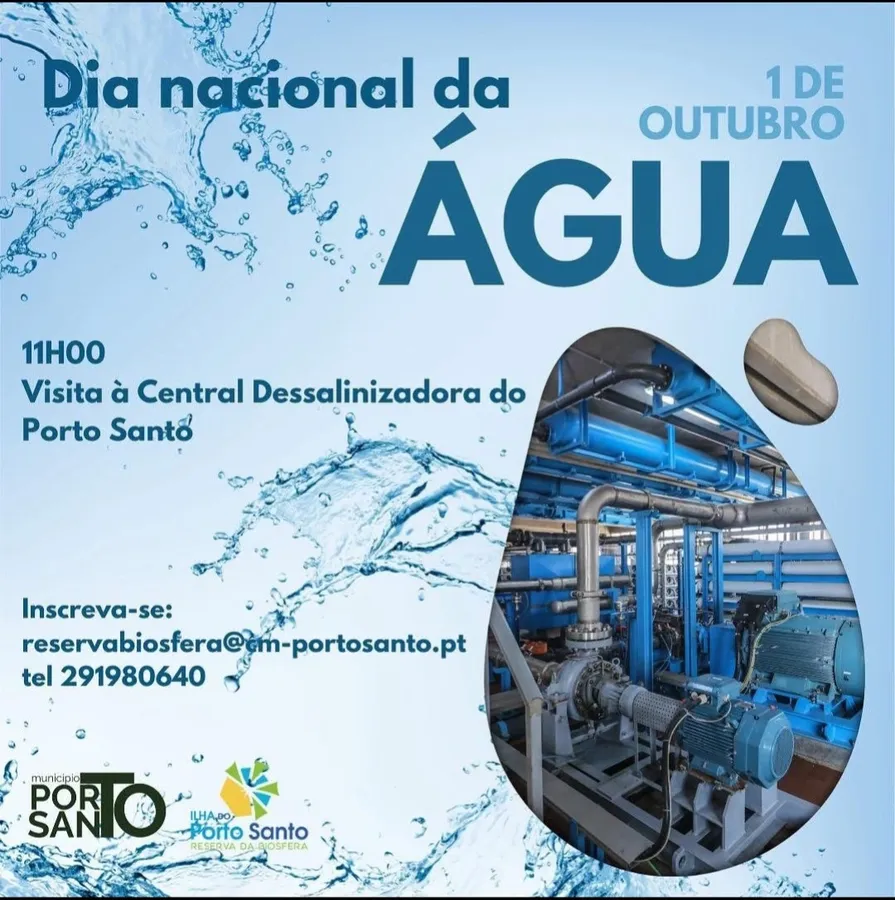 Dia nacional da
1 DE
OUTUBRO
ÁGUA
11H00
Visita à Central Dessalinizadora do
Porto Santo
Inscreva-se:
reservabiosfera@cm-portosanto.pt
tel 291980640
município
PORTO
SANTO
ILHA DO
Porto Santo
RESERVA DA BIOSFERA